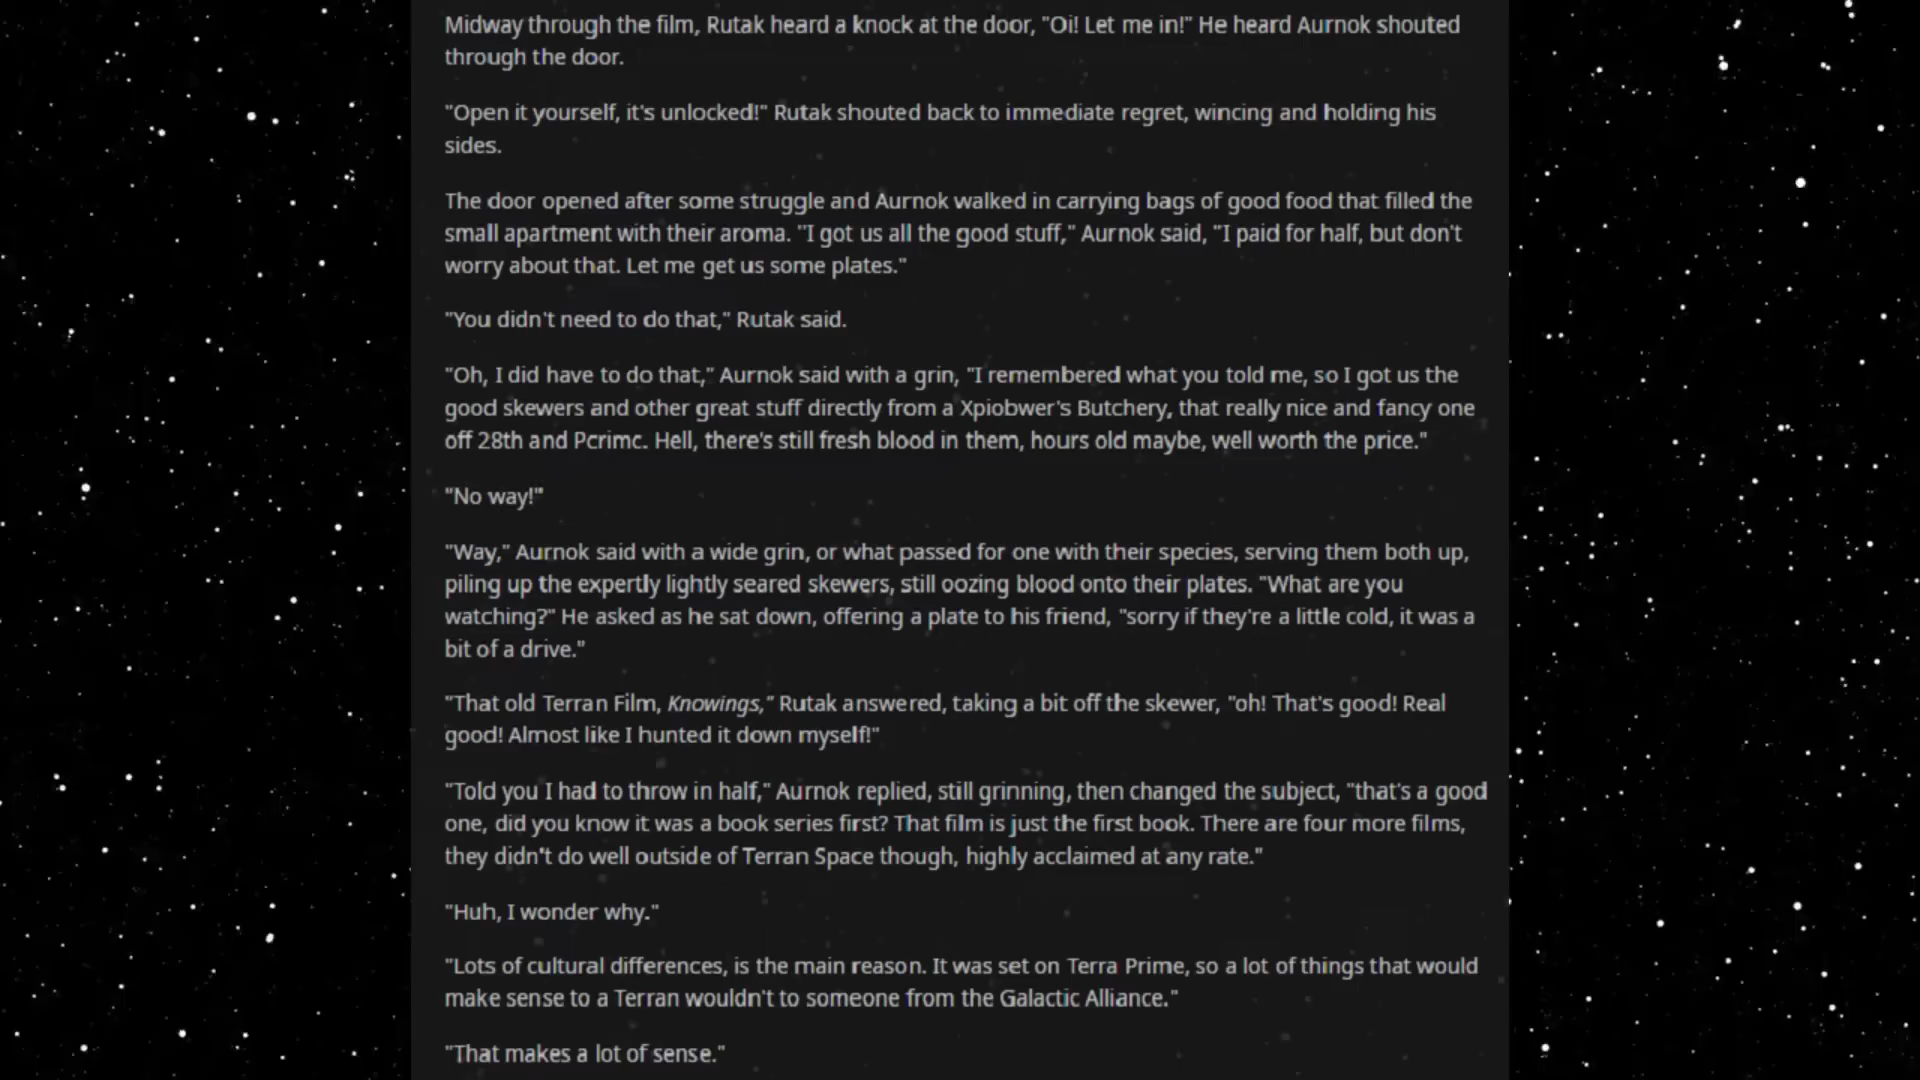 Midway through the film, Rutak heard a knock at the door, "Oi! Let me in!" He heard Aurnok shouted
through the door.
"Open it yourself, it's unlocked!" Rutak shouted back to immediate regret, wincing and holding his
sides.
The door opened after some struggle and Aurnok walked in carrying bags of good food that filled the
small apartment with their aroma. "I got us all the good stuff," Aurnok said, "I paid for half, but don't
worry about that. Let me get us some plates."
"You didn't need to do that," Rutak said.
"Oh, I did have to do that," Aurnok said with a grin, "I remembered what you told me, so I got us the
good skewers and other great stuff directly from a Xpiobwer's Butchery, that really nice and fancy one
off 28th and Pcrimc. Hell, there's still fresh blood in them, hours old maybe, well worth the price."
"No way!"
"Way," Aurnok said with a wide grin, or what passed for one with their species, serving them both up,
piling up the expertly lightly seared skewers, still oozing blood onto their plates. "What are you
watching?" He asked as he sat down, offering a plate to his friend, "sorry if they're a little cold, it was a
bit of a drive."
"That old Terran Film, Knowings," Rutak answered, taking a bit off the skewer, "oh! That's good! Real
good! Almost like I hunted it down myself!"
"Told you I had to throw in half," Aurnok replied, still grinning, then changed the subject, "that's a good
one, did you know it was a book series first? That film is just the first book. There are four more films,
they didn't do well outside of Terran Space though, highly acclaimed at any rate."
"Huh, I wonder why."
"Lots of cultural differences, is the main reason. It was set on Terra Prime, so a lot of things that would
make sense to a Terran wouldn't to someone from the Galactic Alliance."
"That makes a lot of sense."